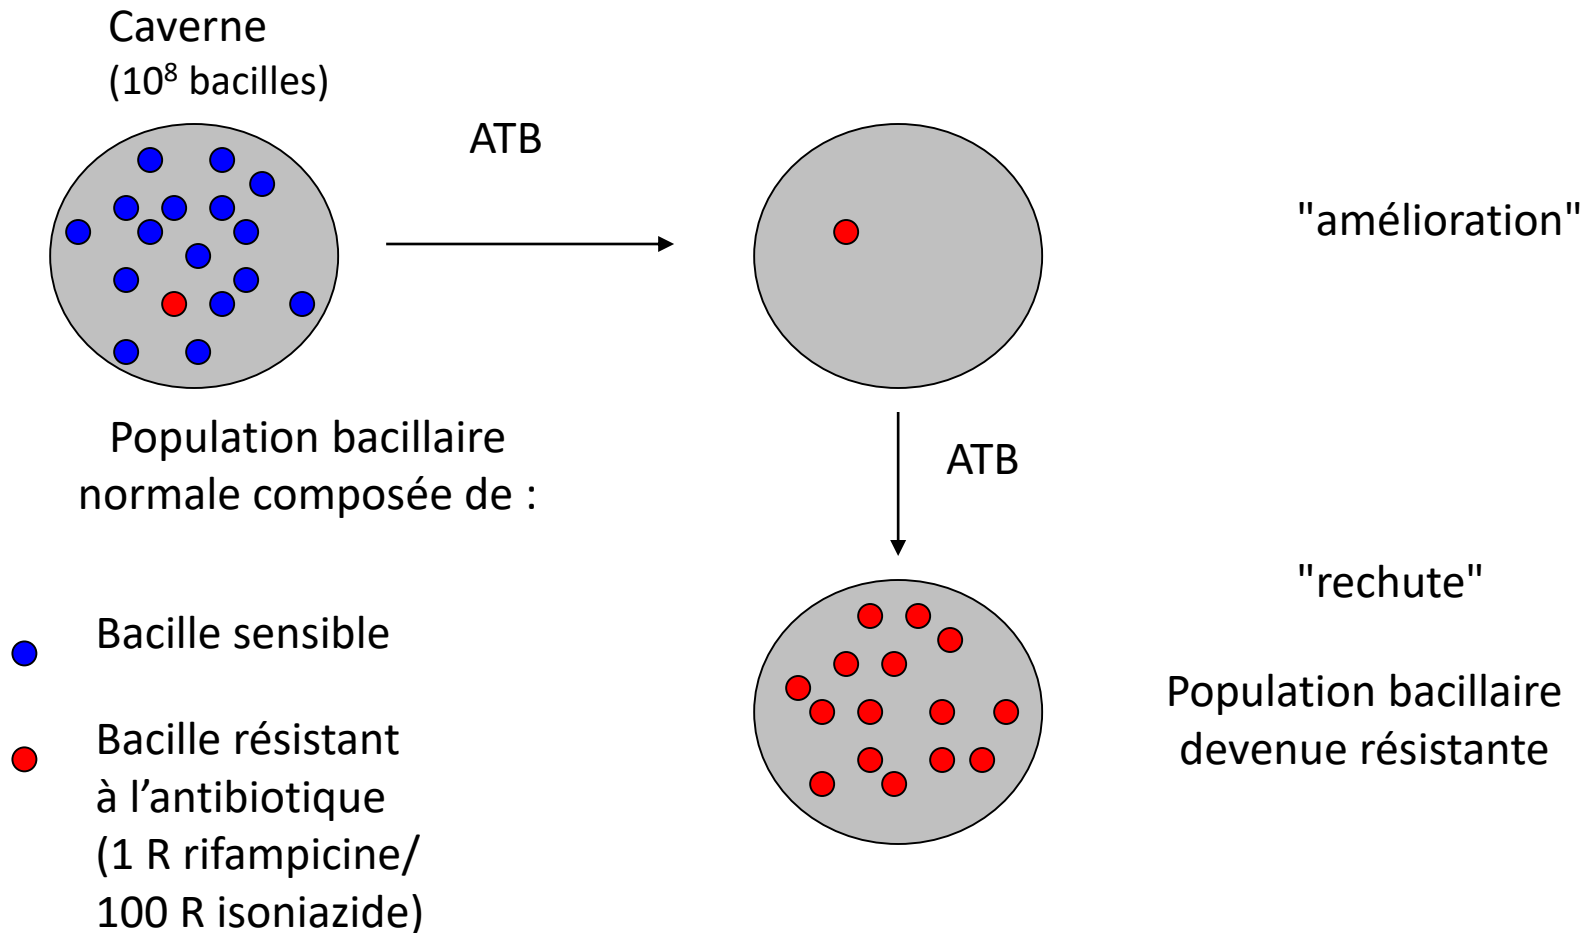 Caverne
(10⁸ bacilles)
ATB
"amélioration"
Population bacillaire
normale composée de :
ATB
Bacille sensible
Bacille résistant
à l’antibiotique
(1 R rifampicine/
100 R isoniazide)
"rechute"
Population bacillaire
devenue résistante